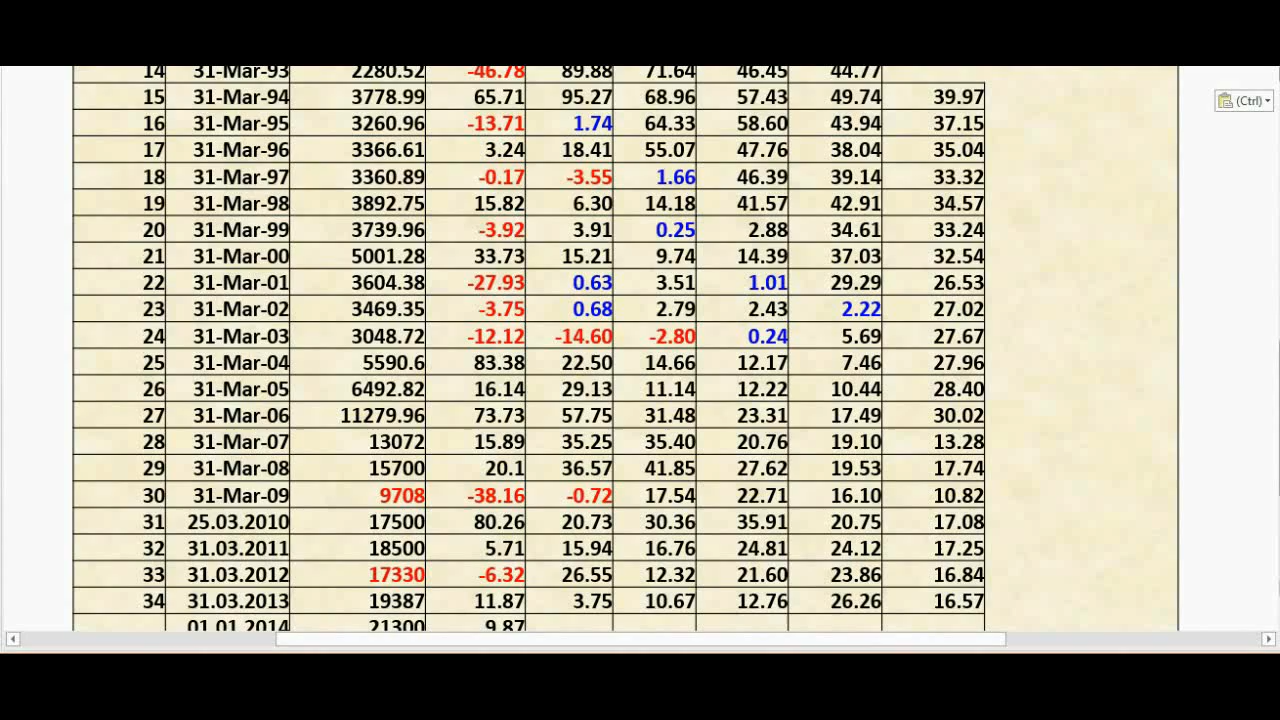 14 31-Mar-93 2280.52 -46.78 89.88 71.64 46.45 44.77
15 31-Mar-94 3778.99 65.71 95.27 68.96 57.43 49.74 39.97
(Ctrl)
16 31-Mar-95 3260.96 -13.71 1.74 64.33 58.60 43.94 37.15
17 31-Mar-96 3366.61 3.24 18.41 55.07 47.76 38.04 35.04
18 31-Mar-97 3360.89 -0.17 -3.55 1.66 46.39 39.14 33.32
19 31-Mar-98 3892.75 15.82 6.30 14.18 41.57 42.91 34.57
20 31-Mar-99 3739.96 -3.92 3.91 0.25 2.88 34.61 33.24
21 31-Mar-00 5001.28 33.73 15.21 9.74 14.39 37.03 32.54
22 31-Mar-01 3604.38 -27.93 0.63 3.51 1.01 29.29 26.53
23 31-Mar-02 3469.35 -3.75 0.68 2.79 2.43 2.22 27.02
24 31-Mar-03 3048.72 -12.12 -14.60 -2.80 0.24 5.69 27.67
25 31-Mar-04 5590.6 83.38 22.50 14.66 12.17 7.46 27.96
26 31-Mar-05 6492.82 16.14 29.13 11.14 12.22 10.44 28.40
27 31-Mar-06 11279.96 73.73 57.75 31.48 23.31 17.49 30.02
28 31-Mar-07 13072 15.89 35.25 35.40 20.76 19.10 13.28
29 31-Mar-08 15700 20.1 36.57 41.85 27.62 19.53 17.74
30 31-Mar-09 9708 -38.16 -0.72 17.54 22.71 16.10 10.82
31 25.03.2010 17500 80.26 20.73 30.36 35.91 20.75 17.08
32 31.03.2011 18500 5.71 15.94 16.76 24.81 24.12 17.25
33 31.03.2012 17330 -6.32 26.55 12.32 21.60 23.86 16.84
34 31.03.2013 19387 11.87 3.75 10.67 12.76 26.26 16.57
01.01.2014 21300 9.87